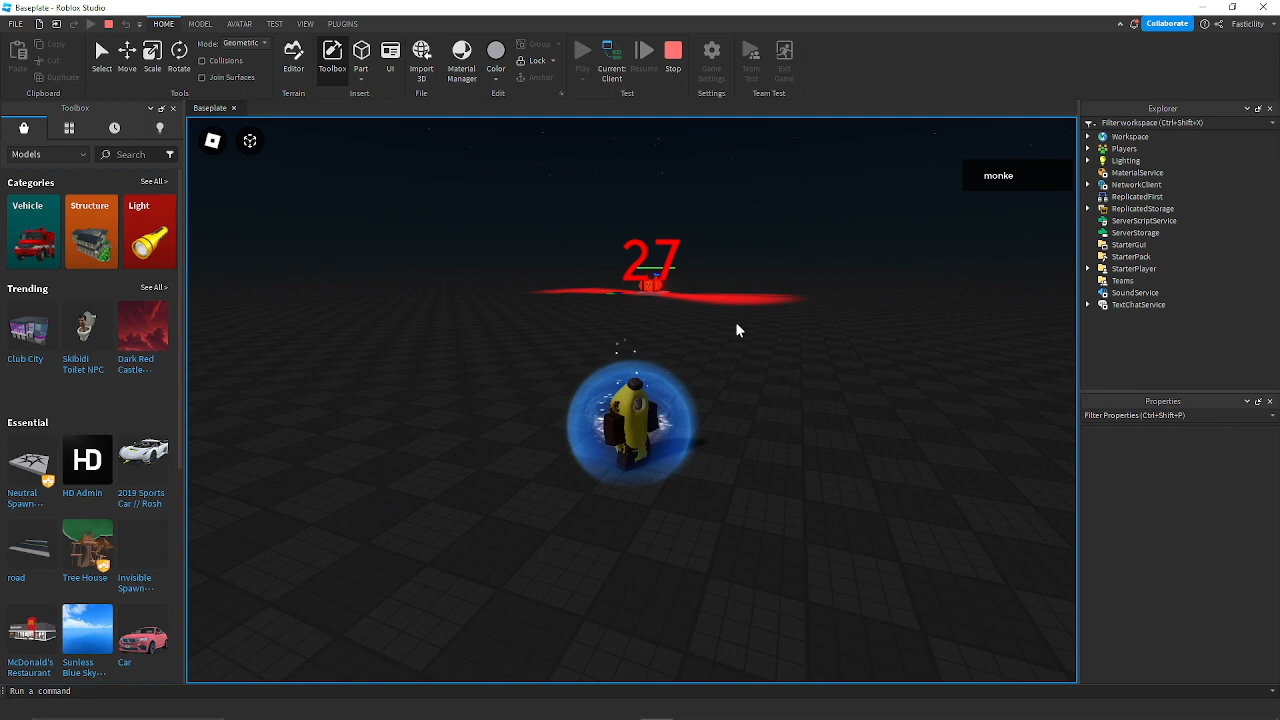 Baseplate - Roblox Studio
FILE HOME MODEL AVATAR TEST VIEW PLUGINS Collaborate Fasticility
Paste Copy Cut Duplicate Clipboard
Select Move Scale Rotate Mode: Geometric Collisions Join Surfaces Tools
Editor Terrain
Toolbox Part UI Insert
Import 3D File
Material Manager Color Group Lock Anchor Edit
Play Current: Client Resume Stop Test
Game Settings Settings
Team Test Exit Game Team Test
Toolbox
Models Search
Categories See All>
Vehicle Structure Light
Trending See All>
Club City Skibidi Toilet NPC Dark Red Castle-··
Essential
HD
Neutral Spawn-·· HD Admin 2019 Sports Car // Rosh
road Tree House Invisible Spawn-··
McDonald's Restaurant Sunless Blue Sky-·· Car
Baseplate
monke
27
Explorer
Filter workspace (Ctrl+Shift+X)
Workspace
Players
Lighting
MaterialService
NetworkClient
ReplicatedFirst
ReplicatedStorage
ServerScriptService
ServerStorage
StarterGui
StarterPack
StarterPlayer
Teams
SoundService
TextChatService
Properties
Filter Properties (Ctrl+Shift+P)
Run a command